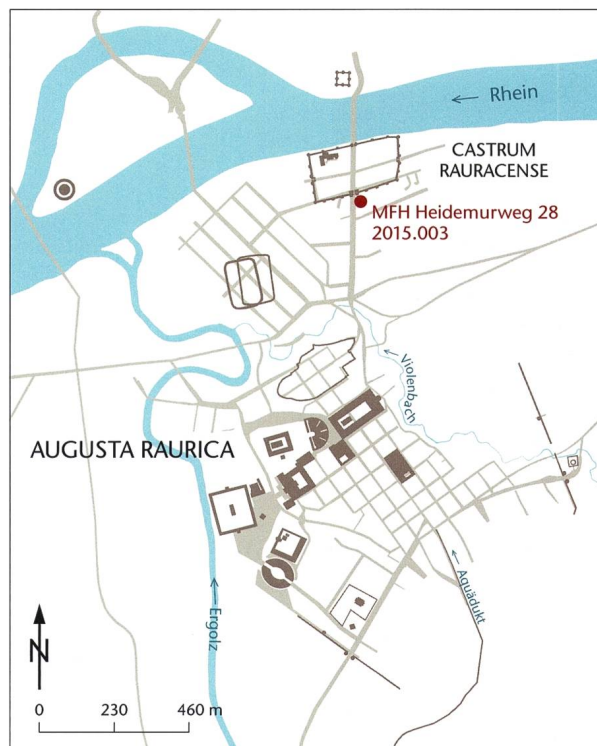 ← Rhein
CASTRUM
RAURACENSE
MFH Heidemurweg 28
2015.003
Violenbach
AUGUSTA RAURICA
Aquädukt
Ergolz
N
0 230 460 m